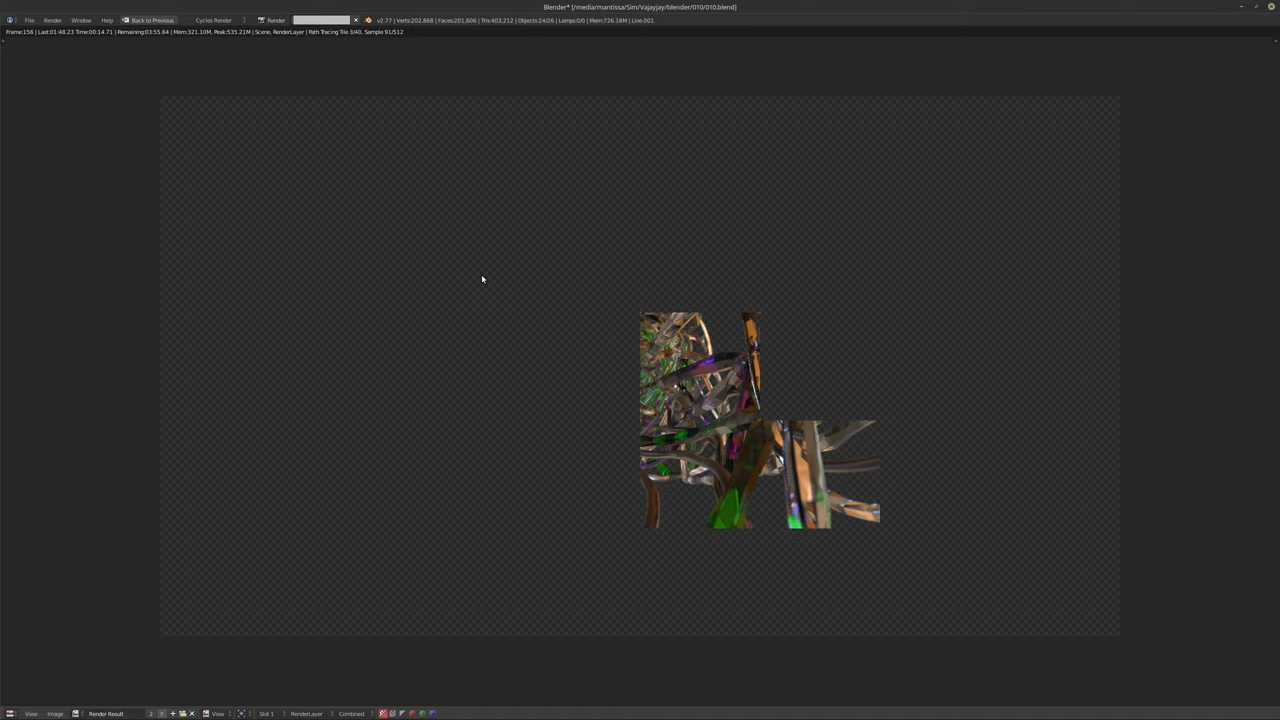 Blender* [/media/mantissa/Sim/Vajayjay/blender/010/010.blend]
File Render Window Help Back to Previous Cycles Render Render v2.77 | Verts:202,868 | Faces:201,606 | Tris:403,212 | Objects:24/26 | Lamps:0/0 | Mem:726.16M | Line:001
Frame:156 | Last:01:48.23 Time:00:14.71 | Remaining:03:55.64 | Mem:321.10M, Peak:535.21M | Scene, RenderLayer | Path Tracing Tile 3/40, Sample 91/512
View Image Render Result 2 F View Slot 1 RenderLayer Combined